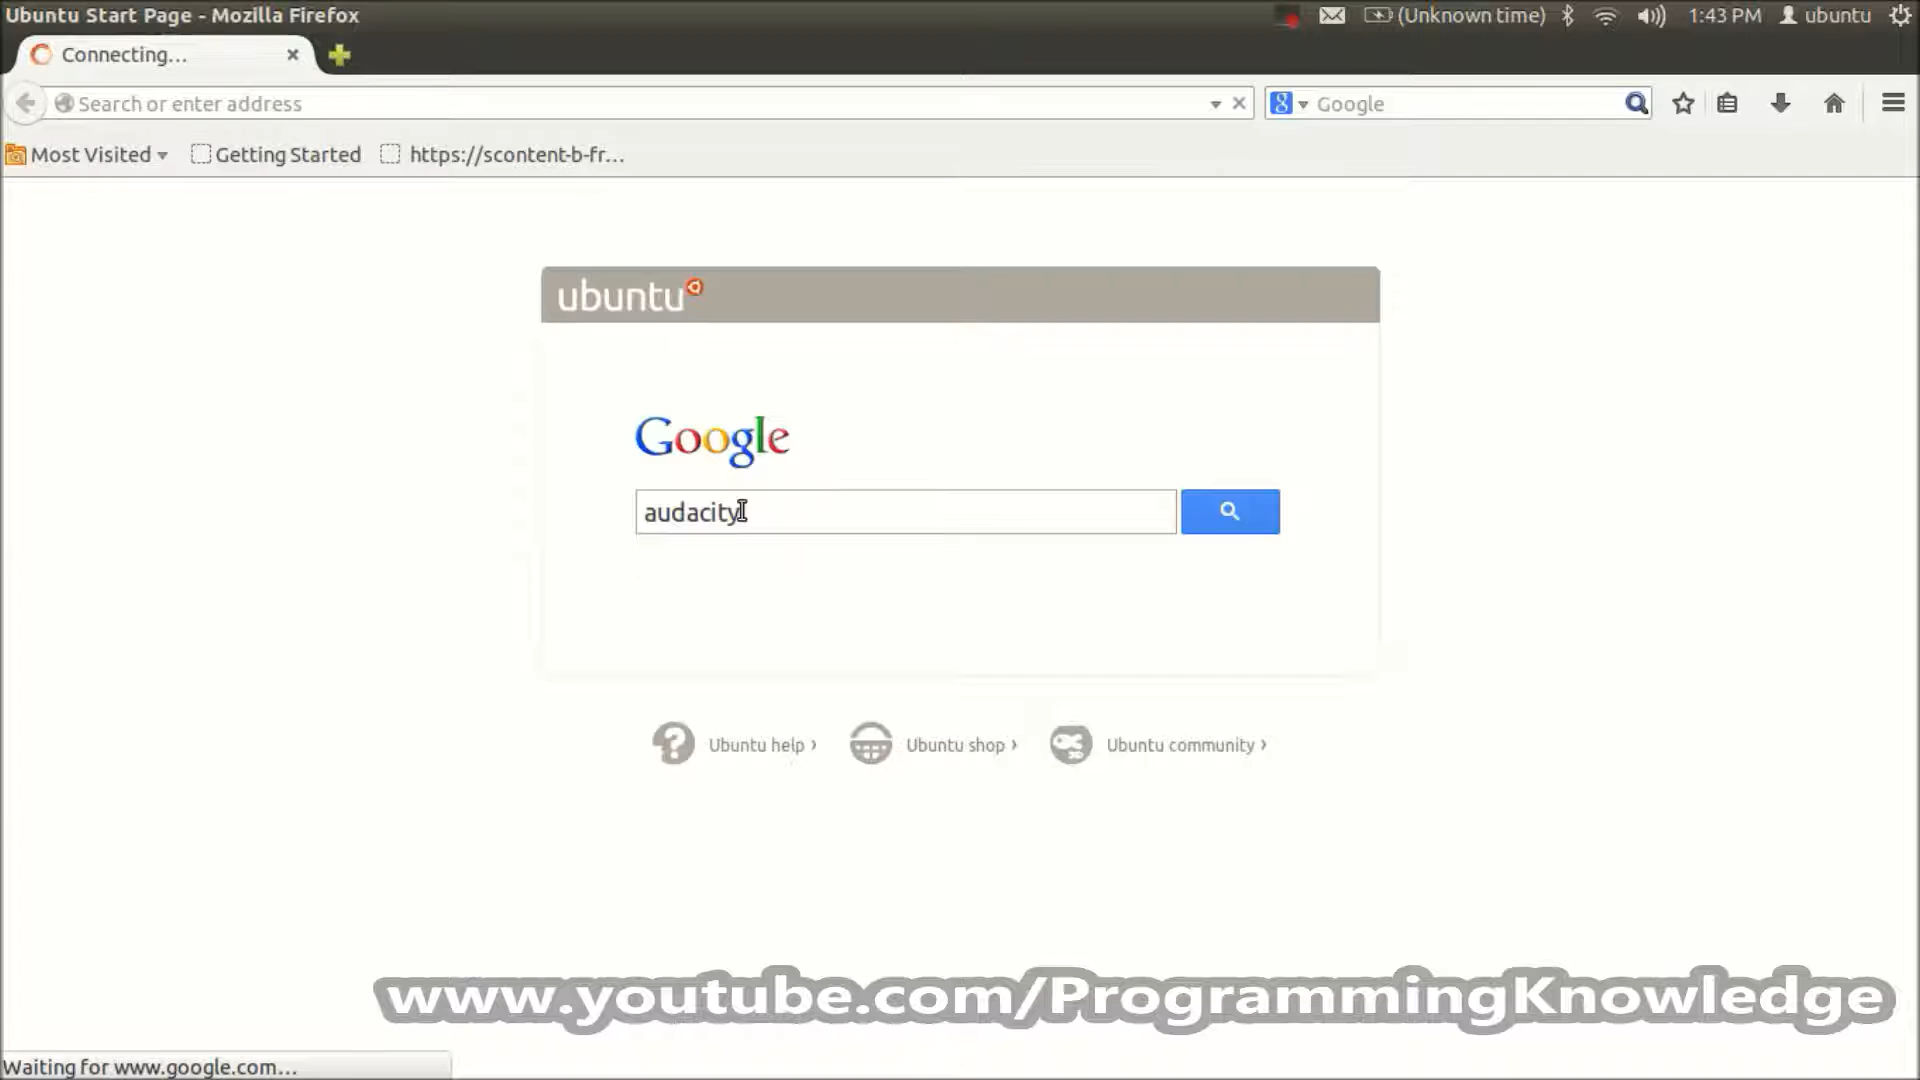 Ubuntu Start Page - Mozilla Firefox
(Unknown time) 1:43 PM ubuntu
Connecting...
Search or enter address
Google
Most Visited Getting Started https://scontent-b-fr...
ubuntu
Google
audacity
Ubuntu help › Ubuntu shop › Ubuntu community ›
www.youtube.com/ProgrammingKnowledge
Waiting for www.google.com...